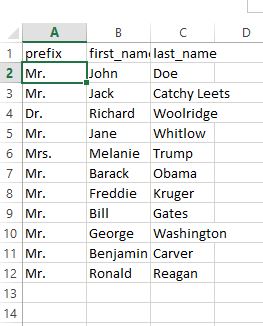 A B C D
1 prefix first_name last_name
2 Mr. John Doe
3 Mr. Jack Catchy Leets
4 Dr. Richard Woolridge
5 Mr. Jane Whitlow
6 Mrs. Melanie Trump
7 Mr. Barack Obama
8 Mr. Freddie Kruger
9 Mr. Bill Gates
10 Mr. George Washington
11 Mr. Benjamin Carver
12 Mr. Ronald Reagan
13
14